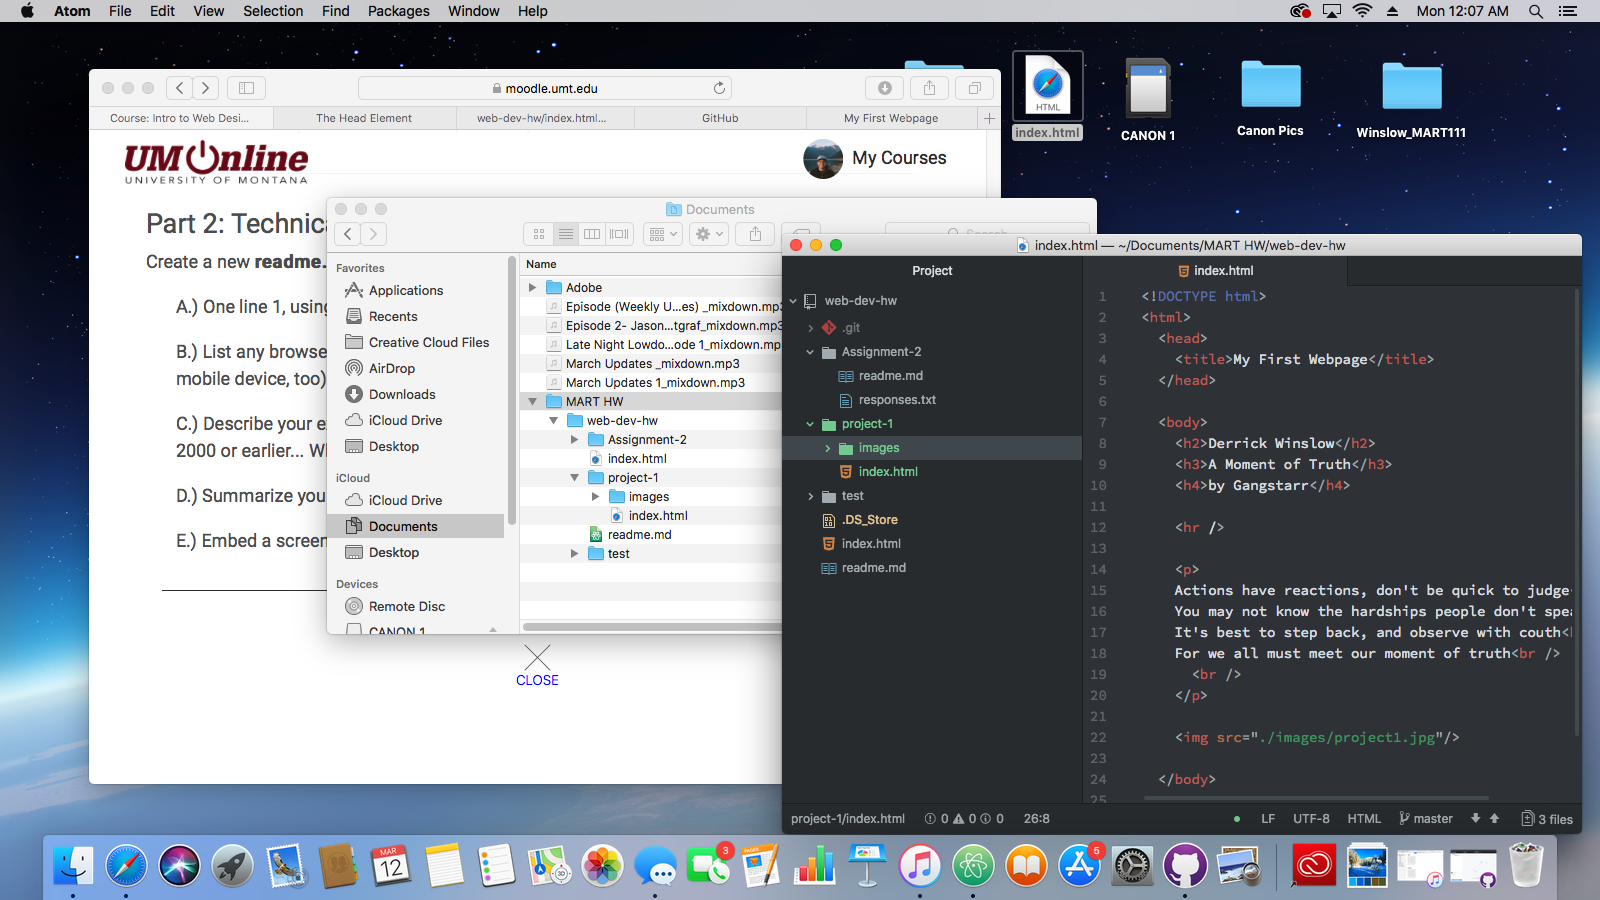 Atom File Edit View Selection Find Packages Window Help Mon 12:07 AM
moodle.umt.edu
Course: Intro to Web Desi... The Head Element web-dev-hw/index.html... GitHub My First Webpage
UM Online
UNIVERSITY OF MONTANA
My Courses
Part 2: Technic
Create a new readme.
A.) One line 1, using
B.) List any browse
mobile device, too)
C.) Describe your e
2000 or earlier... W
D.) Summarize you
E.) Embed a screen
CLOSE
HTML
index.html
CANON 1
Canon Pics
Winslow_MART111
Documents
Search
Favorites
Applications
Recents
Creative Cloud Files
AirDrop
Downloads
iCloud Drive
Desktop
iCloud
iCloud Drive
Documents
Desktop
Devices
Remote Disc
CANON 1
Name
Adobe
Episode (Weekly U...es) _mixdown.mp3
Episode 2- Jason...tgraf_mixdown.mp3
Late Night Lowdo...ode 1_mixdown.mp
March Updates _mixdown.mp3
March Updates 1_mixdown.mp3
MART HW
web-dev-hw
Assignment-2
index.html
project-1
images
index.html
readme.md
test
index.html — ~/Documents/MART HW/web-dev-hw
Project
web-dev-hw
.git
Assignment-2
readme.md
responses.txt
project-1
images
index.html
test
.DS_Store
index.html
readme.md
index.html
1 <!DOCTYPE html>
2 <html>
3 <head>
4 <title>My First Webpage</title>
5 </head>
6
7 <body>
8 <h2>Derrick Winslow</h2>
9 <h3>A Moment of Truth</h3>
10 <h4>by Gangstarr</h4>
11
12 <hr />
13
14 <p>
15 Actions have reactions, don't be quick to judge
16 You may not know the hardships people don't spea
17 It's best to step back, and observe with couth<
18 For we all must meet our moment of truth<br />
19 <br />
20 </p>
21
22 <img src="./images/project1.jpg"/>
23
24 </body>
25
project-1/index.html 0 0 0 26:8 LF UTF-8 HTML master 3 files
MAR
12
3D
3
5